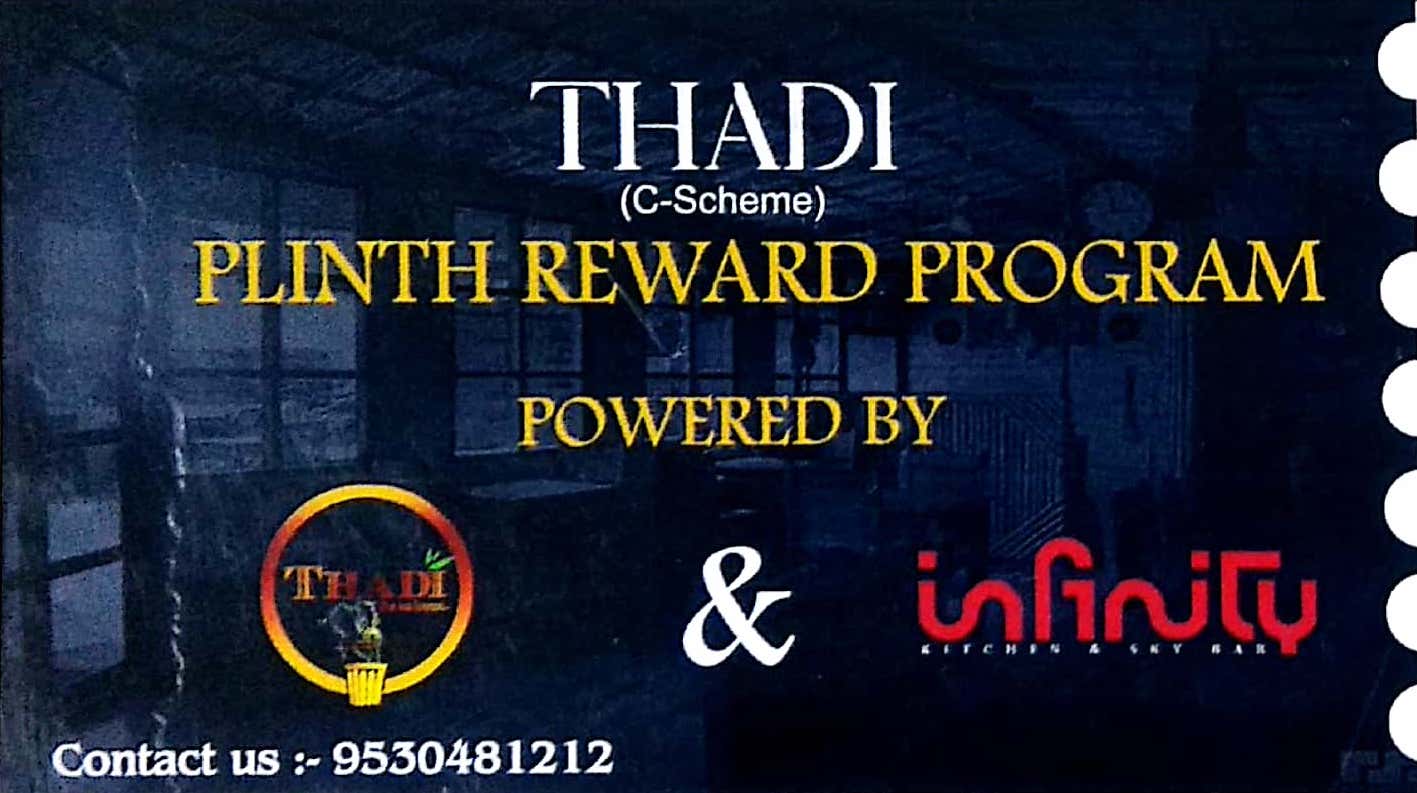 THADI
(C-Scheme)
PLINTH REWARD PROGRAM
POWERED BY
THADI
&
infinity
KITCHEN & SKY BAR
Contact us :- 9530481212